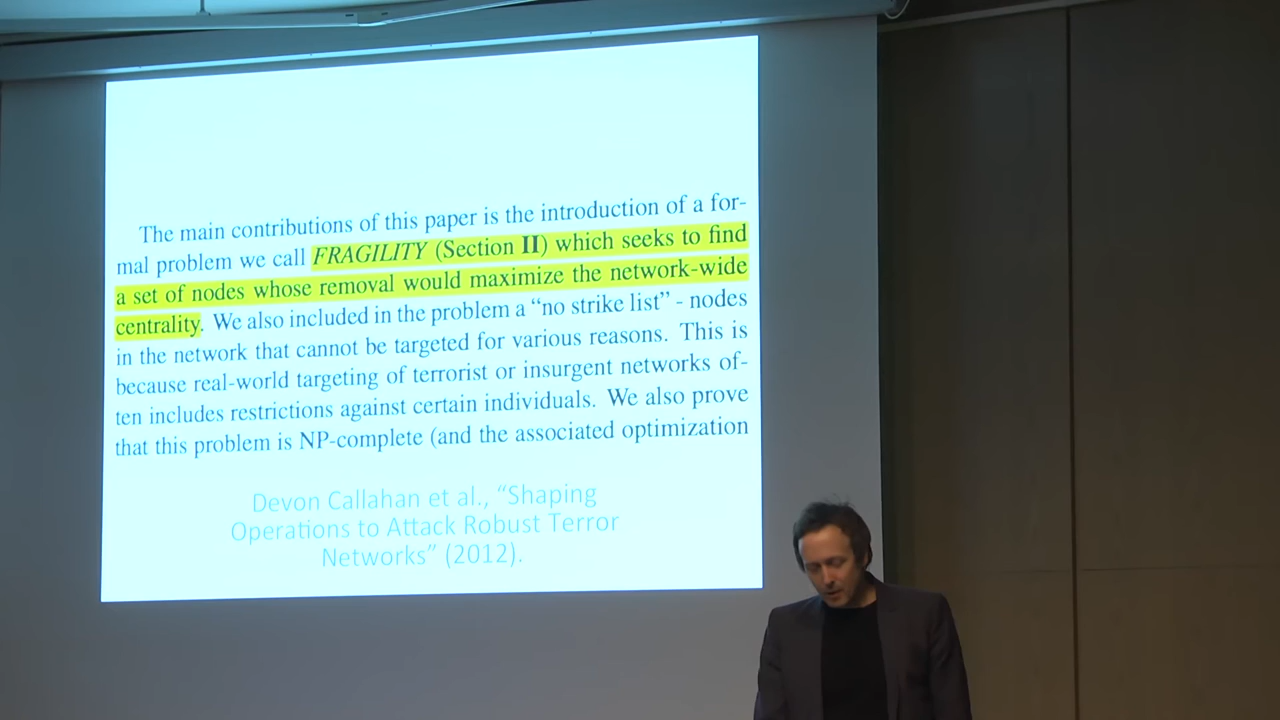 The main contributions of this paper is the introduction of a for-
mal problem we call FRAGILITY (Section II) which seeks to find
a set of nodes whose removal would maximize the network-wide
centrality. We also included in the problem a “no strike list” - nodes
in the network that cannot be targeted for various reasons. This is
because real-world targeting of terrorist or insurgent networks of-
ten includes restrictions against certain individuals. We also prove
that this problem is NP-complete (and the associated optimization
Devon Callahan et al., “Shaping
Operations to Attack Robust Terror
Networks” (2012).